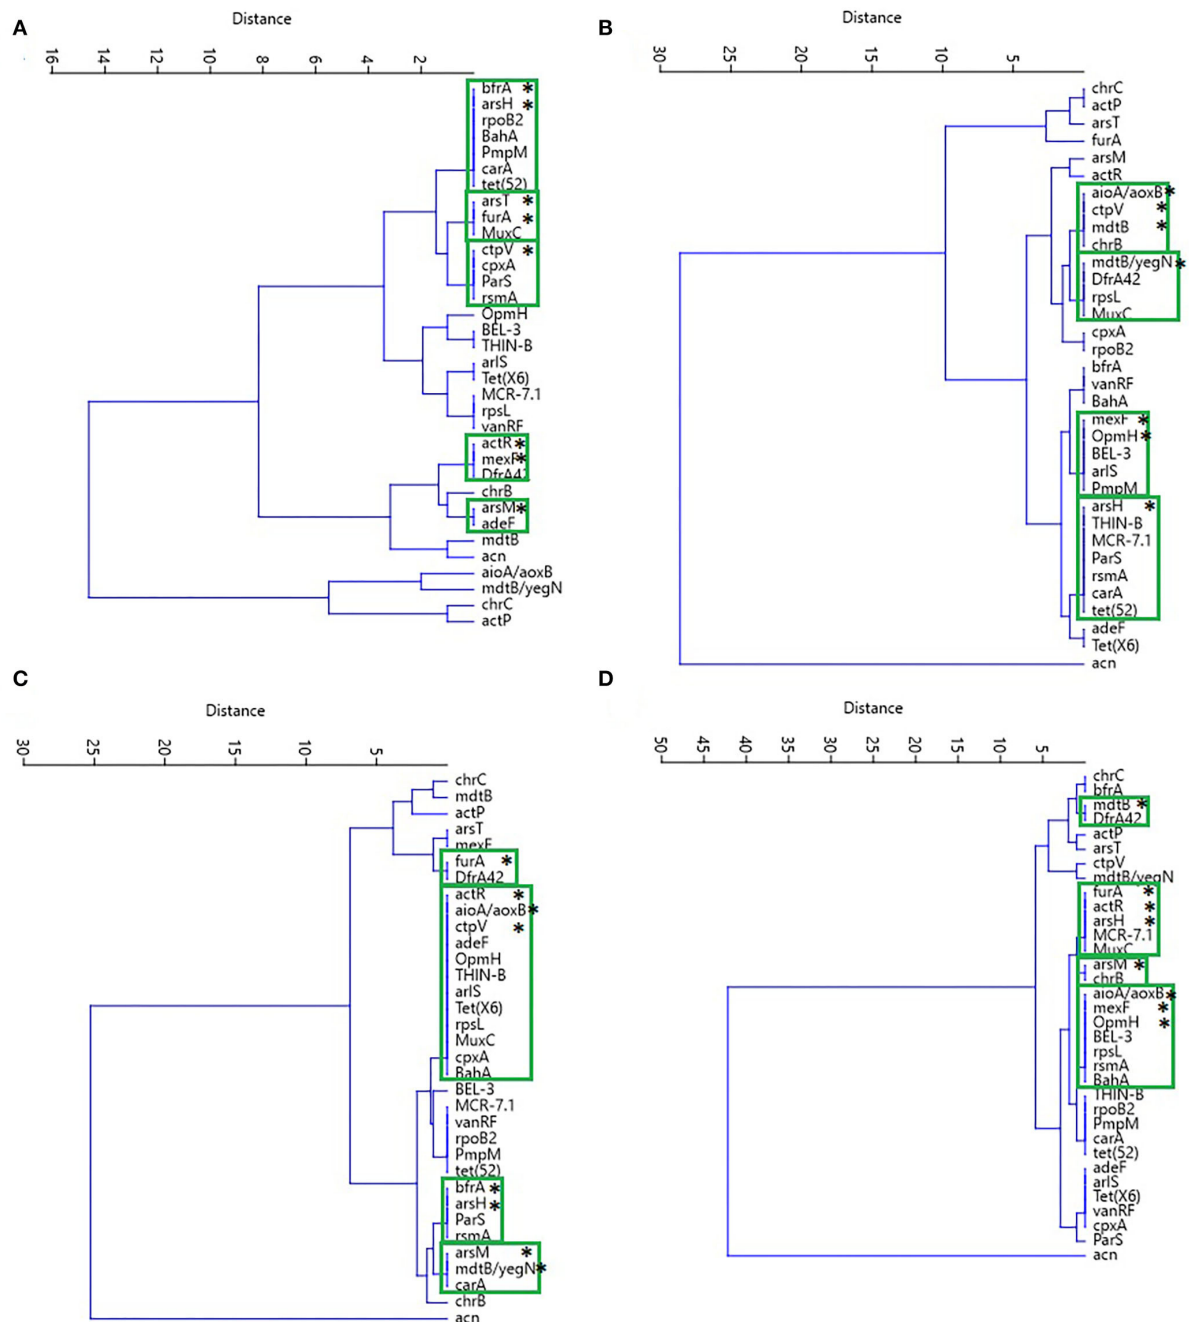 A
Distance
16 14 12 10 8 6 4 2
bfrA *
arsH *
rpoB2
BahA
PmpM
carA
tet(52)
arsT *
furA *
MuxC
ctpV *
cpxA
ParS
rsmA
OpmH
BEL-3
THIN-B
arlS
Tet(X6)
MCR-7.1
rpsL
vanRF
actR *
mexF *
DfrA42
chrB
arsM *
adeF
mdtB
acn
aioA/aoxB
mdtB/yegN
chrC
actP
B
Distance
30 25 20 15 10 5
chrC
actP
arsT
furA
arsM
actR
aioA/aoxB *
ctpV *
mdtB *
chrB
mdtB/yegN *
DfrA42
rpsL
MuxC
cpxA
rpoB2
bfrA
vanRF
BahA
mexF *
OpmH *
BEL-3
arlS
PmpM
arsH *
THIN-B
MCR-7.1
ParS
rsmA
carA
tet(52)
adeF
Tet(X6)
acn
C
Distance
30 25 20 15 10 5
chrC
mdtB
actP
arsT
mexF
furA *
DfrA42
actR *
aioA/aoxB *
ctpV *
adeF
OpmH
THIN-B
arlS
Tet(X6)
rpsL
MuxC
cpxA
BahA
BEL-3
MCR-7.1
vanRF
rpoB2
PmpM
tet(52)
bfrA *
arsH *
ParS
rsmA
arsM *
mdtB/yegN *
carA
chrB
acn
D
Distance
50 45 40 35 30 25 20 15 10 5
chrC
bfrA
mdtB *
DfrA42
actP
arsT
ctpV
mdtB/yegN
furA *
actR *
arsH *
MCR-7.1
MuxC
arsM *
chrB
aioA/aoxB *
mexF *
OpmH *
BEL-3
rpsL
rsmA
BahA
THIN-B
rpoB2
PmpM
carA
tet(52)
adeF
arlS
Tet(X6)
vanRF
cpxA
ParS
acn